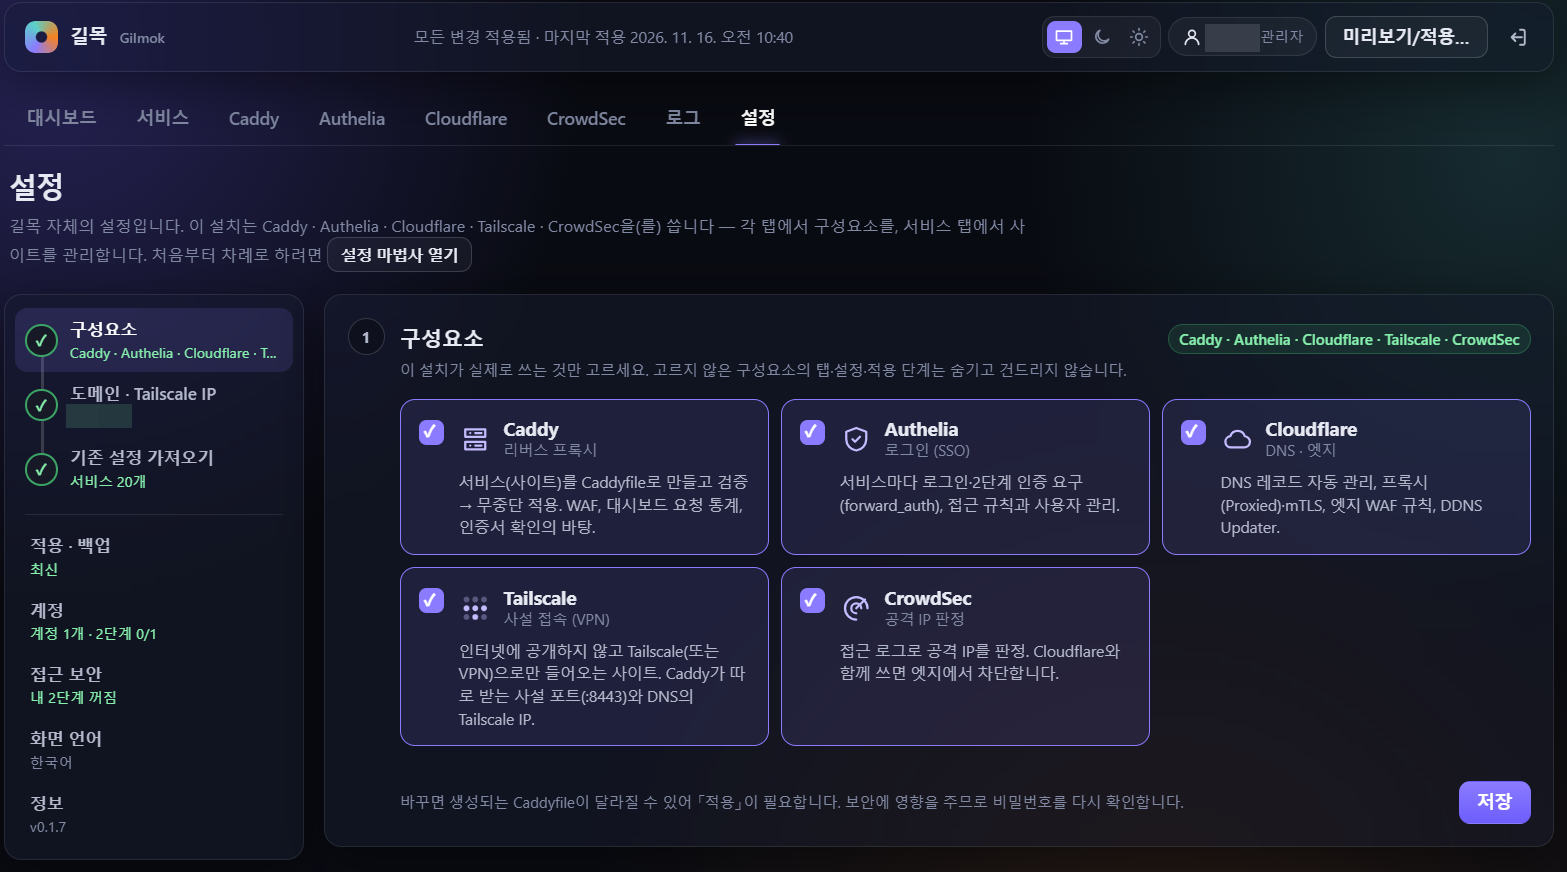 길목 Gilmok
모든 변경 적용됨 · 마지막 적용 2026. 11. 16. 오전 10:40
관리자
미리보기/적용...
대시보드 서비스 Caddy Authelia Cloudflare CrowdSec 로그 설정
설정
길목 자체의 설정입니다. 이 설치는 Caddy · Authelia · Cloudflare · Tailscale · CrowdSec을(를) 씁니다 — 각 탭에서 구성요소를, 서비스 탭에서 사
이트를 관리합니다. 처음부터 차례로 하려면 설정 마법사 열기
구성요소
Caddy · Authelia · Cloudflare · T...
도메인 · Tailscale IP
기존 설정 가져오기
서비스 20개
적용 · 백업
최신
계정
계정 1개 · 2단계 0/1
접근 보안
내 2단계 꺼짐
화면 언어
한국어
정보
v0.1.7
1 구성요소
Caddy · Authelia · Cloudflare · Tailscale · CrowdSec
이 설치가 실제로 쓰는 것만 고르세요. 고르지 않은 구성요소의 탭·설정·적용 단계는 숨기고 건드리지 않습니다.
Caddy
리버스 프록시
서비스(사이트)를 Caddyfile로 만들고 검증
→ 무중단 적용. WAF, 대시보드 요청 통계,
인증서 확인의 바탕.
Authelia
로그인 (SSO)
서비스마다 로그인·2단계 인증 요구
(forward_auth), 접근 규칙과 사용자 관리.
Cloudflare
DNS · 엣지
DNS 레코드 자동 관리, 프록시
(Proxied)·mTLS, 엣지 WAF 규칙, DDNS
Updater.
Tailscale
사설 접속 (VPN)
인터넷에 공개하지 않고 Tailscale(또는
VPN)으로만 들어오는 사이트. Caddy가 따
로 받는 사설 포트(:8443)와 DNS의
Tailscale IP.
CrowdSec
공격 IP 판정
접근 로그로 공격 IP를 판정. Cloudflare와
함께 쓰면 엣지에서 차단합니다.
바꾸면 생성되는 Caddyfile이 달라질 수 있어 「적용」이 필요합니다. 보안에 영향을 주므로 비밀번호를 다시 확인합니다.
저장